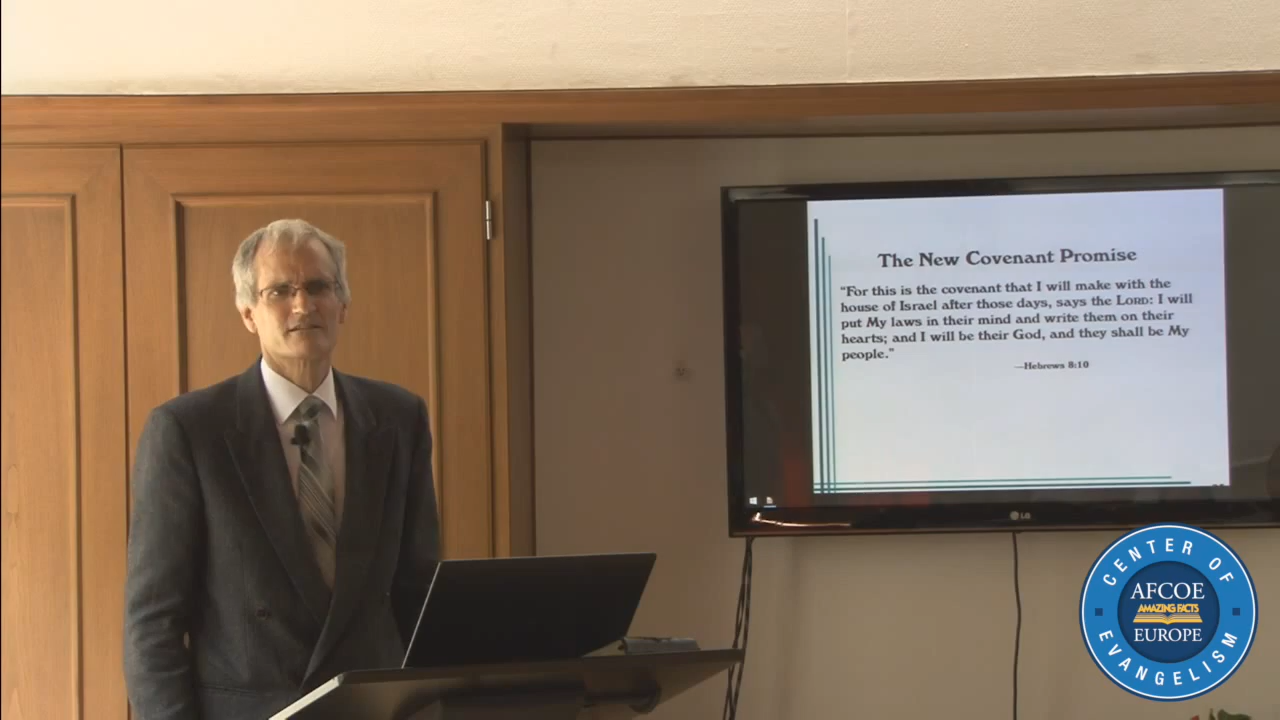 The New Covenant Promise
“For this is the covenant that I will make with the
house of Israel after those days, says the LORD: I will
put My laws in their mind and write them on their
hearts; and I will be their God, and they shall be My
people.”
—Hebrews 8:10
LG
CENTER OF
AFCOE
AMAZING FACTS
EUROPE
EVANGELISM